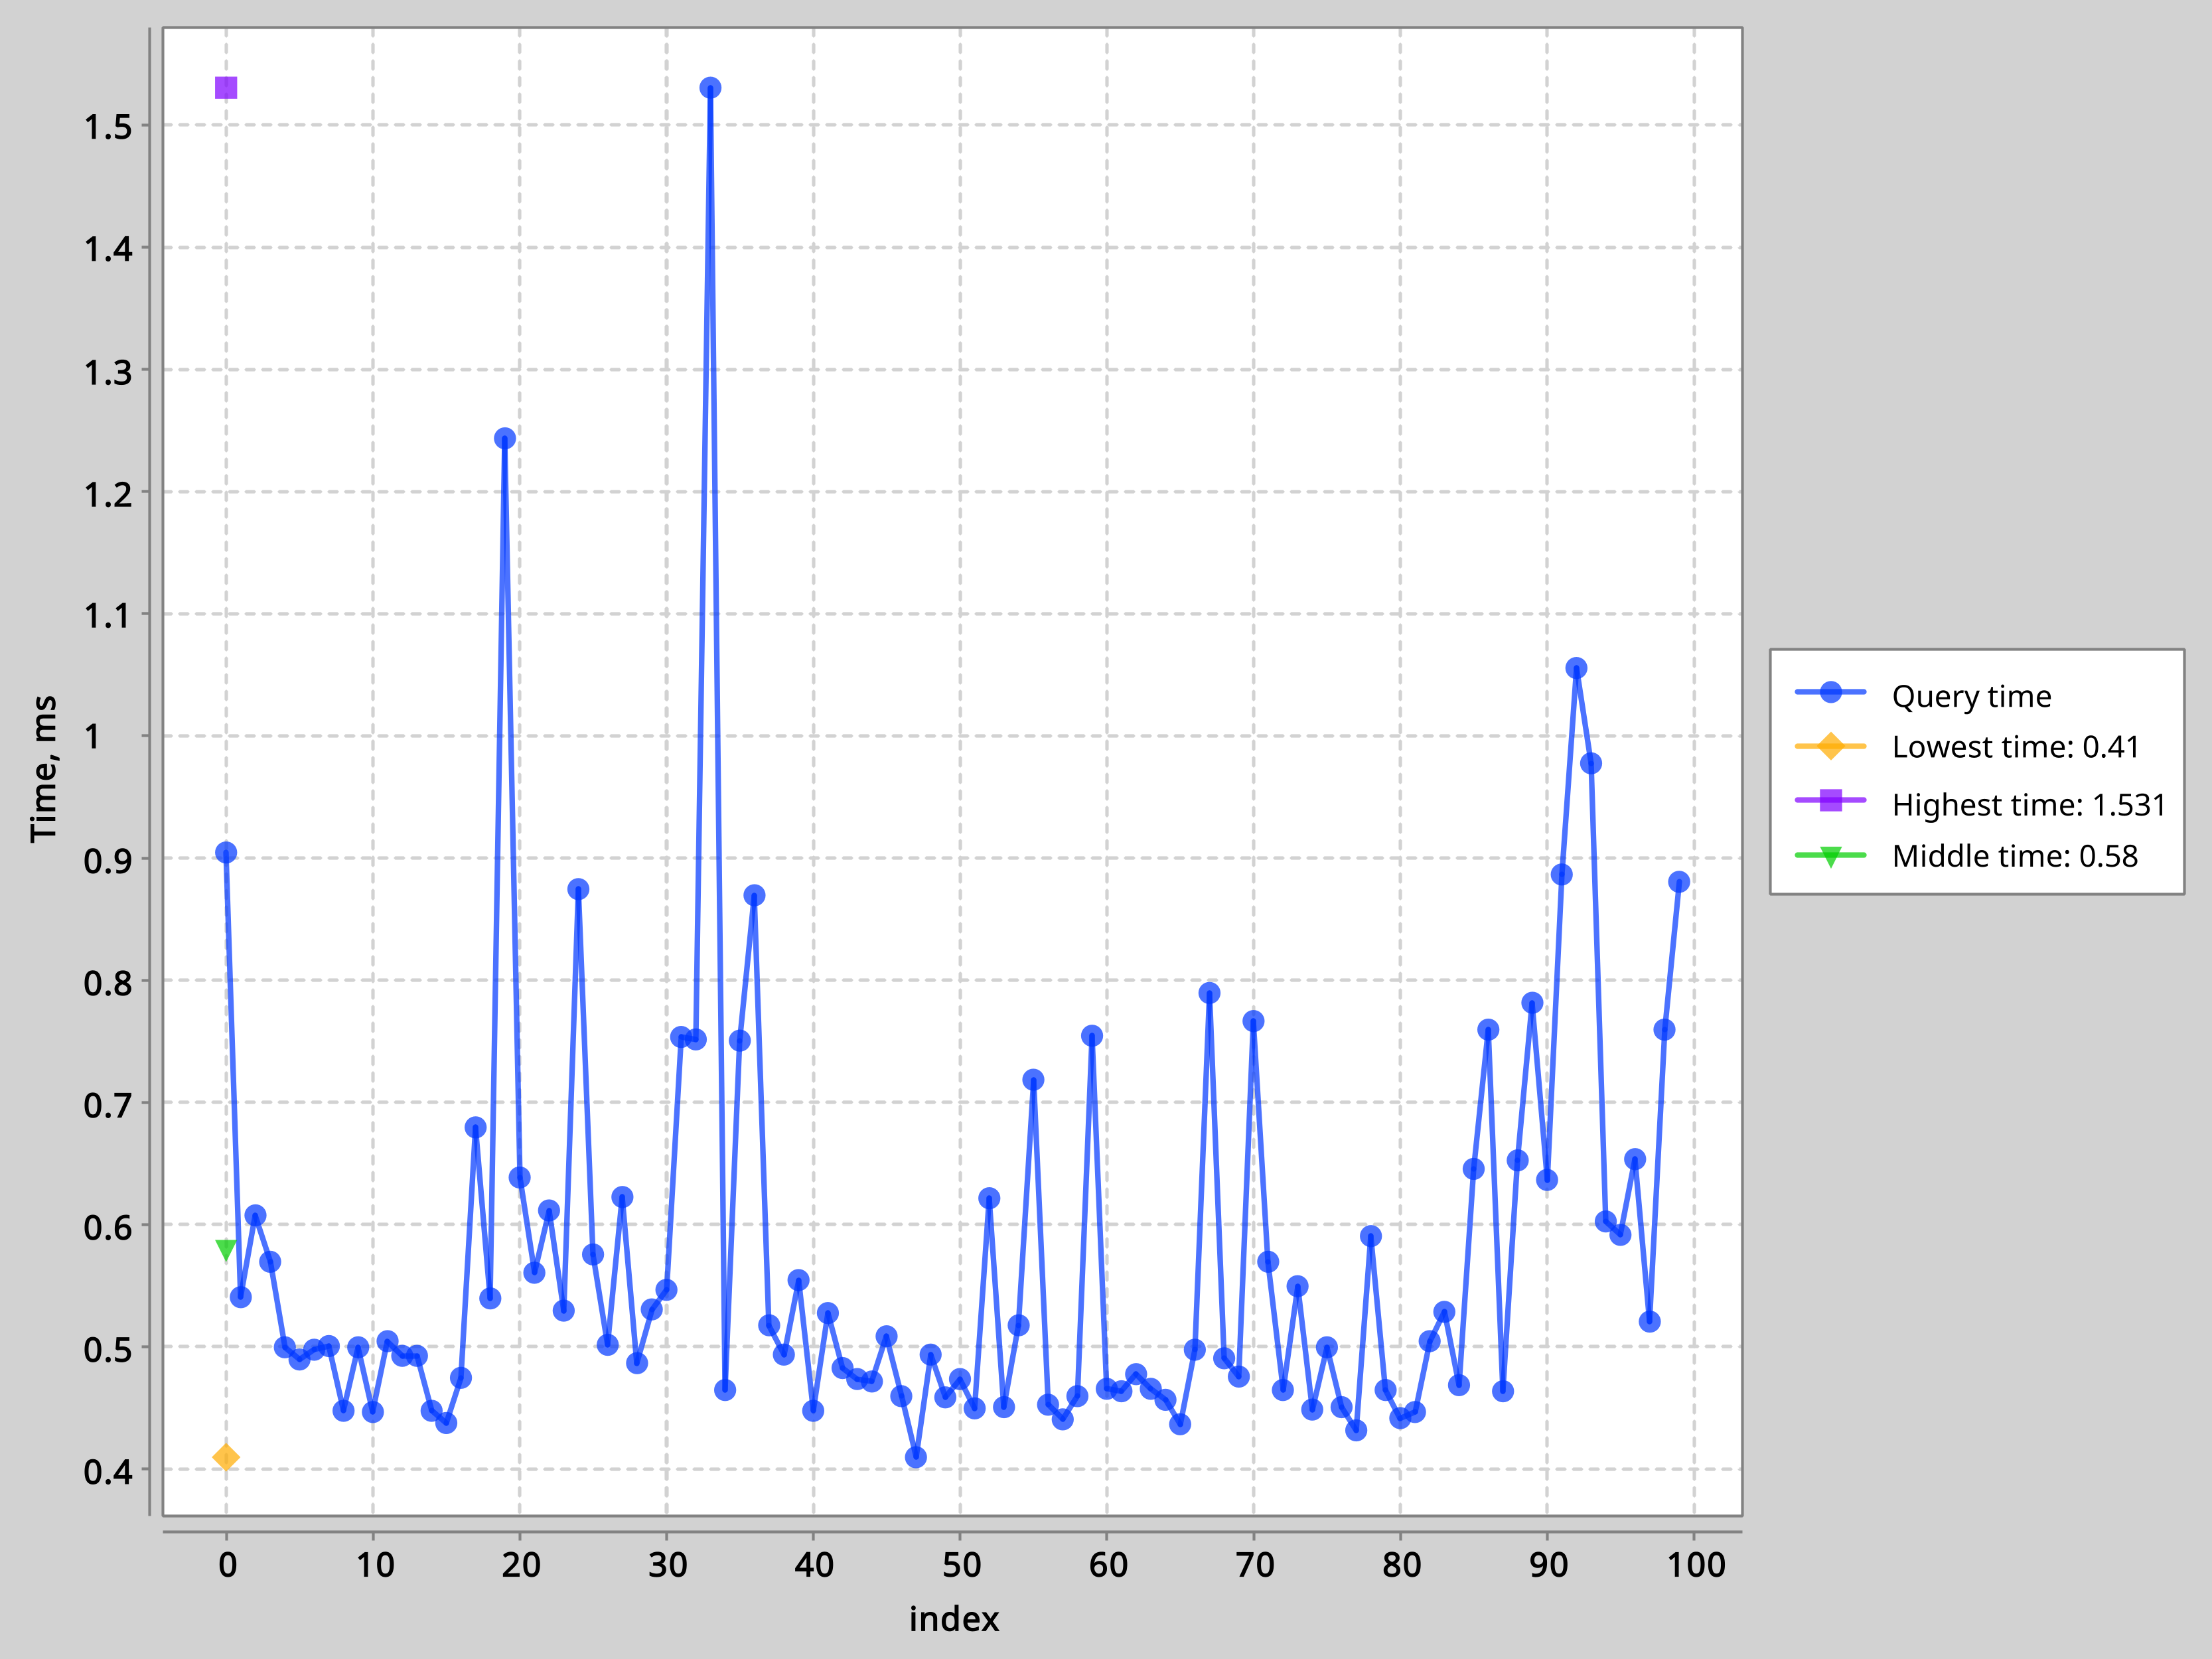 1.5
1.4
1.3
1.2
1.1
1
0.9
0.8
0.7
0.6
0.5
0.4
Time, ms
0 10 20 30 40 50 60 70 80 90 100
index
Query time
Lowest time: 0.41
Highest time: 1.531
Middle time: 0.58